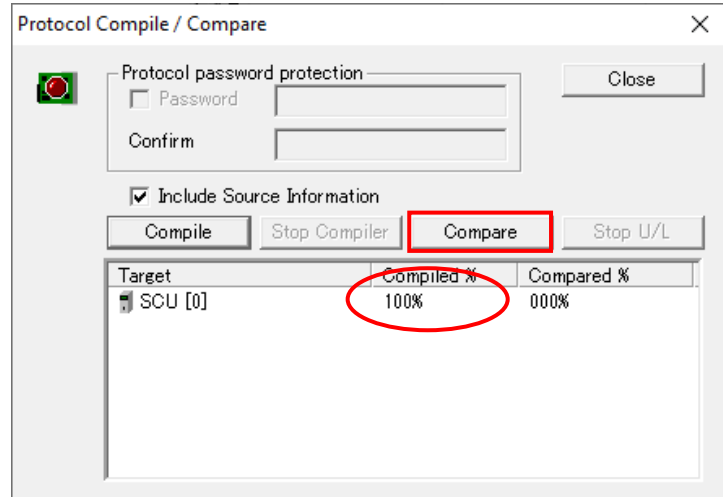 Protocol Compile / Compare
Protocol password protection
Close
Password
Confirm
Include Source Information
Compile Stop Compiler Compare Stop U/L
Target Compiled % Compared %
SCU [0] 100% 000%